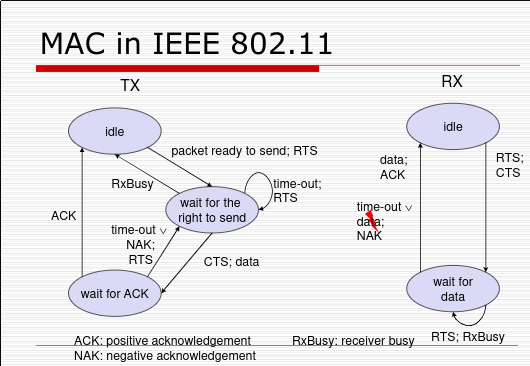 MAC in IEEE 802.11
TX
idle
packet ready to send; RTS
RxBusy
wait for the
right to send
time-out;
RTS
ACK
time-out ∨
NAK;
RTS
CTS; data
wait for ACK
RX
idle
data;
ACK
RTS;
CTS
time-out ∨
data;
NAK
wait for
data
RTS; RxBusy
ACK: positive acknowledgement
NAK: negative acknowledgement
RxBusy: receiver busy